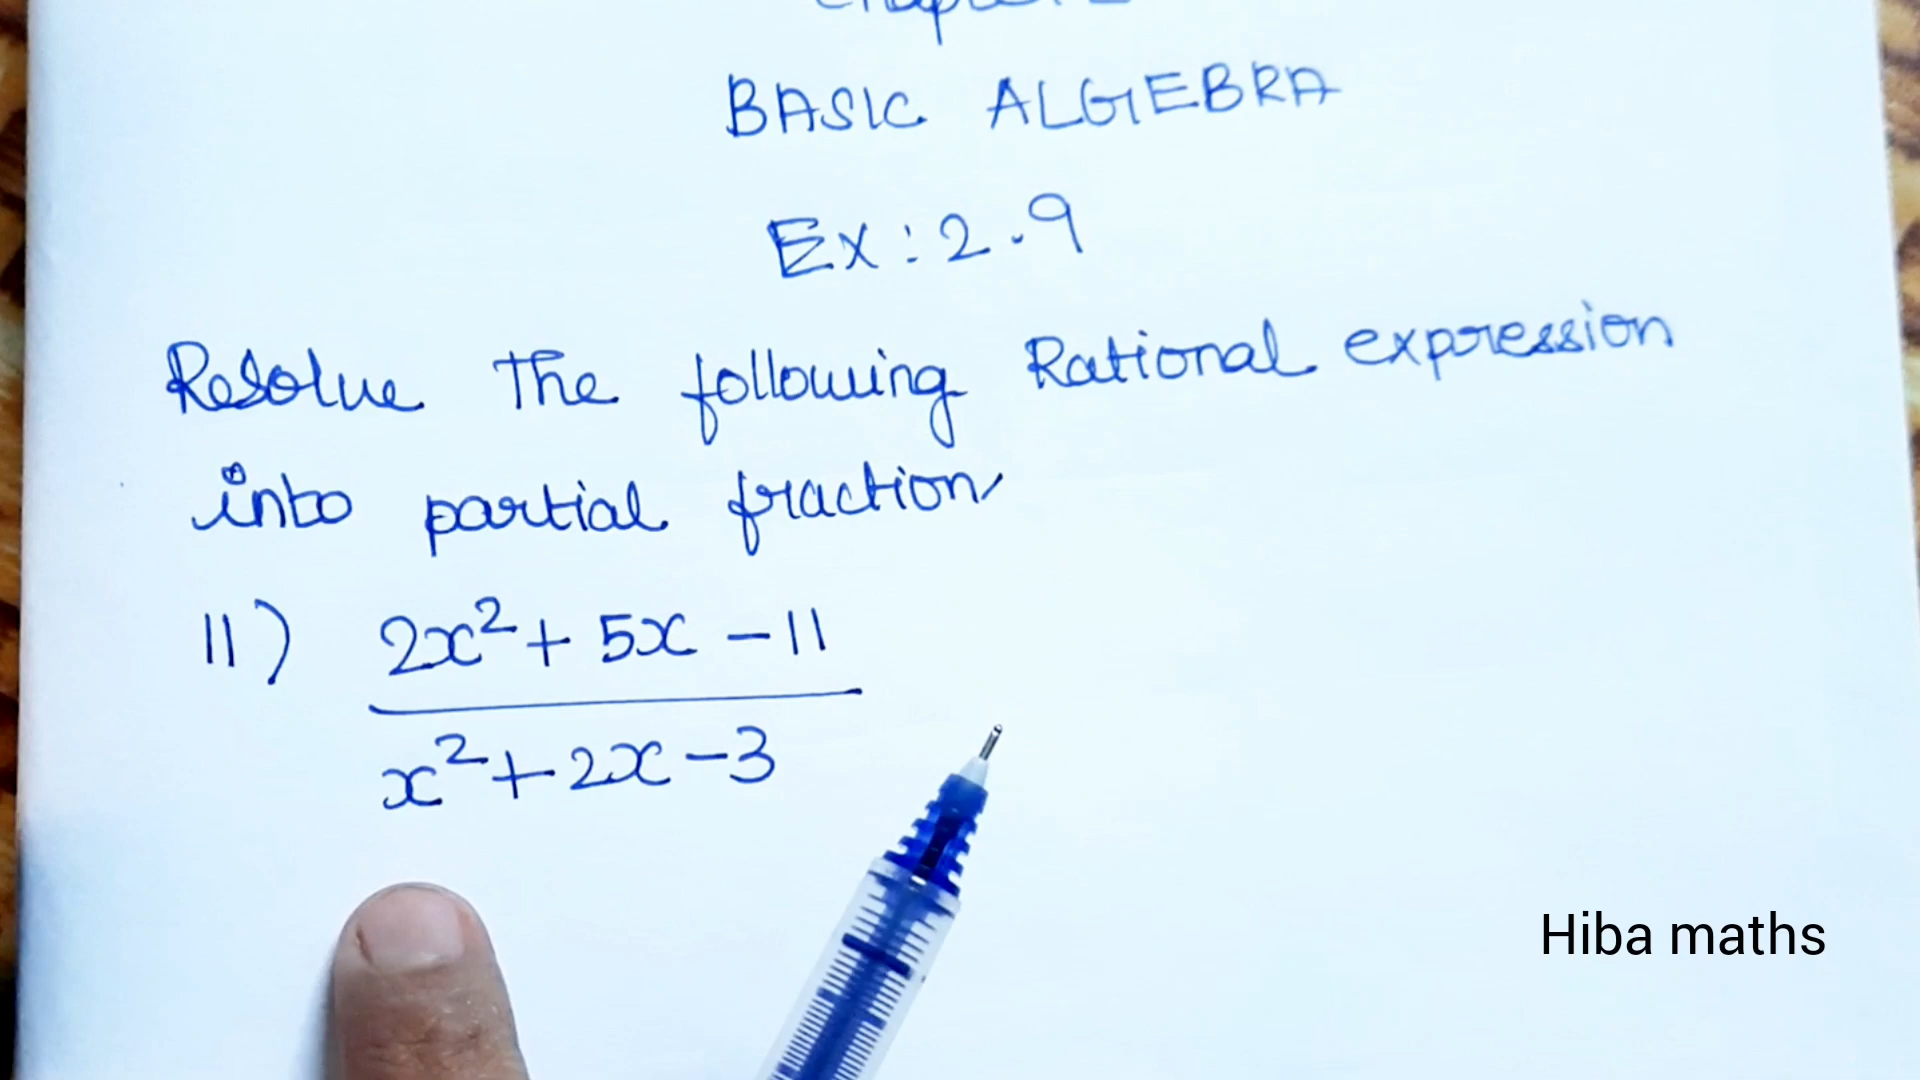 BASIC ALGEBRA
Ex: 2.9
Resolve The following Rational expression
into partial fraction
11) 2x² + 5x - 11
x² + 2x - 3
Hiba maths